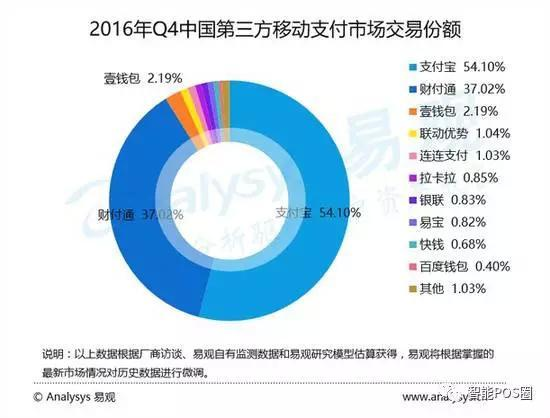 2016年Q4中国第三方移动支付市场交易份额
壹钱包 2.19%
财付通 37.02%
支付宝 54.10%
支付宝 54.10%
财付通 37.02%
壹钱包 2.19%
联动优势 1.04%
连连支付 1.03%
拉卡拉 0.85%
银联 0.83%
易宝 0.82%
快钱 0.68%
百度钱包 0.40%
其他 1.03%
Analysys 易观
说明：以上数据根据厂商访谈、易观自有监测数据和易观研究模型估算获得，易观将根据掌握的
最新市场情况对历史数据进行微调。
© Analysys 易观
智能POS圈